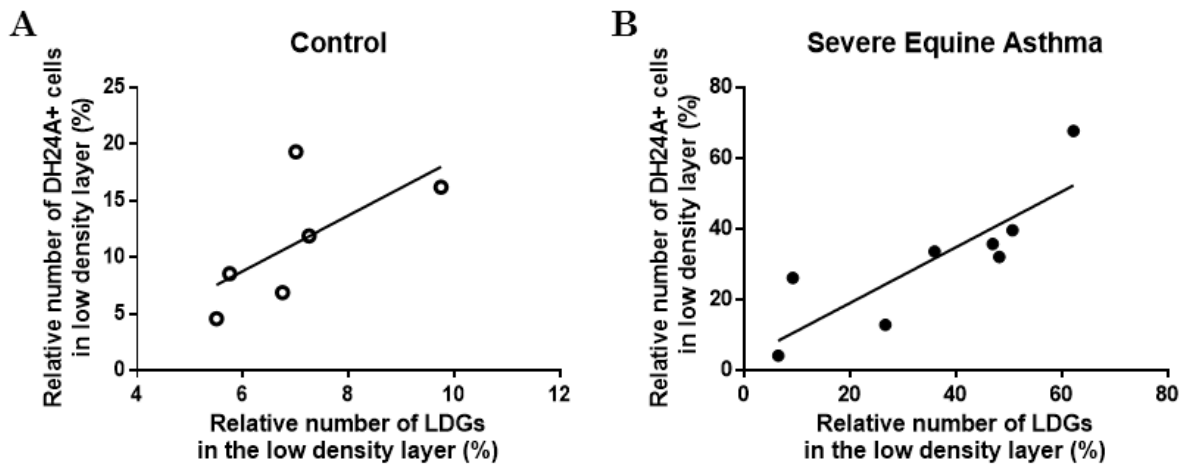 A
Control
Relative number of DH24A+ cells
in low density layer (%)
25
20
15
10
5
0
4
6
8
10
12
Relative number of LDGs
in the low density layer (%)
B
Severe Equine Asthma
Relative number of DH24A+ cells
in low density layer (%)
80
60
40
20
0
0
20
40
60
80
Relative number of LDGs
in the low density layer (%)